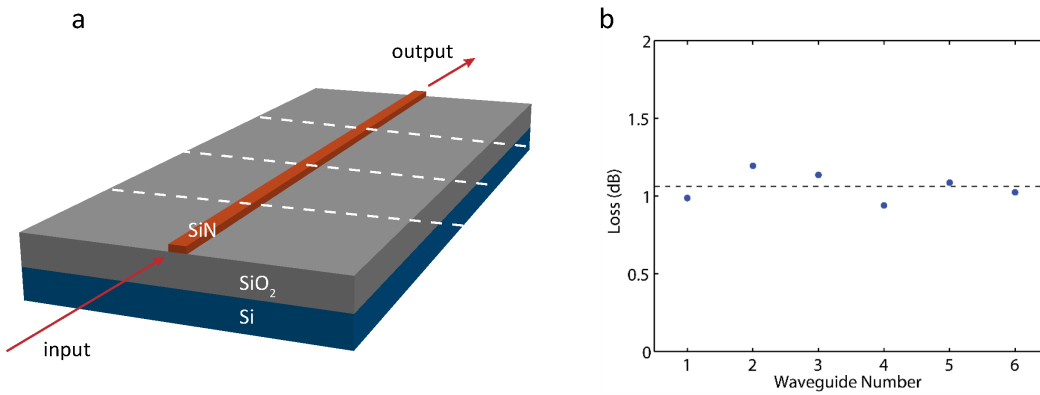 a
output
SiN
SiO₂
Si
input
b
2
1.5
1
0.5
0
Loss (dB)
1 2 3 4 5 6
Waveguide Number